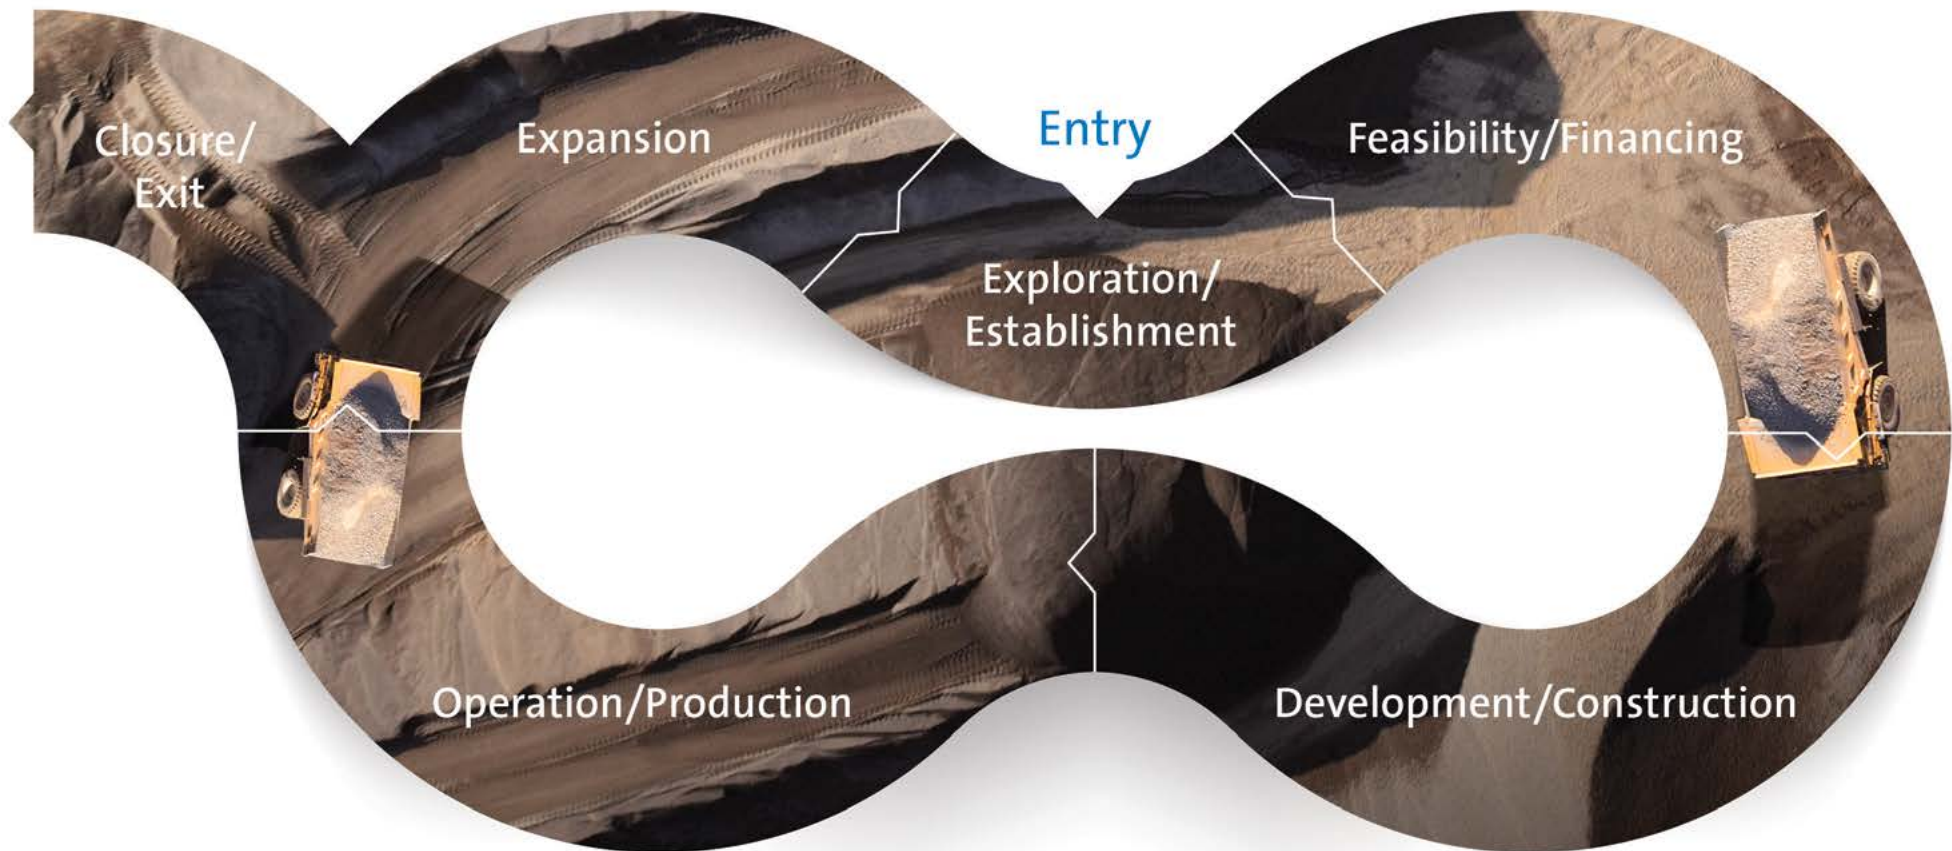 Closure/
Exit
Expansion
Entry
Feasibility/Financing
Exploration/
Establishment
Operation/Production
Development/Construction